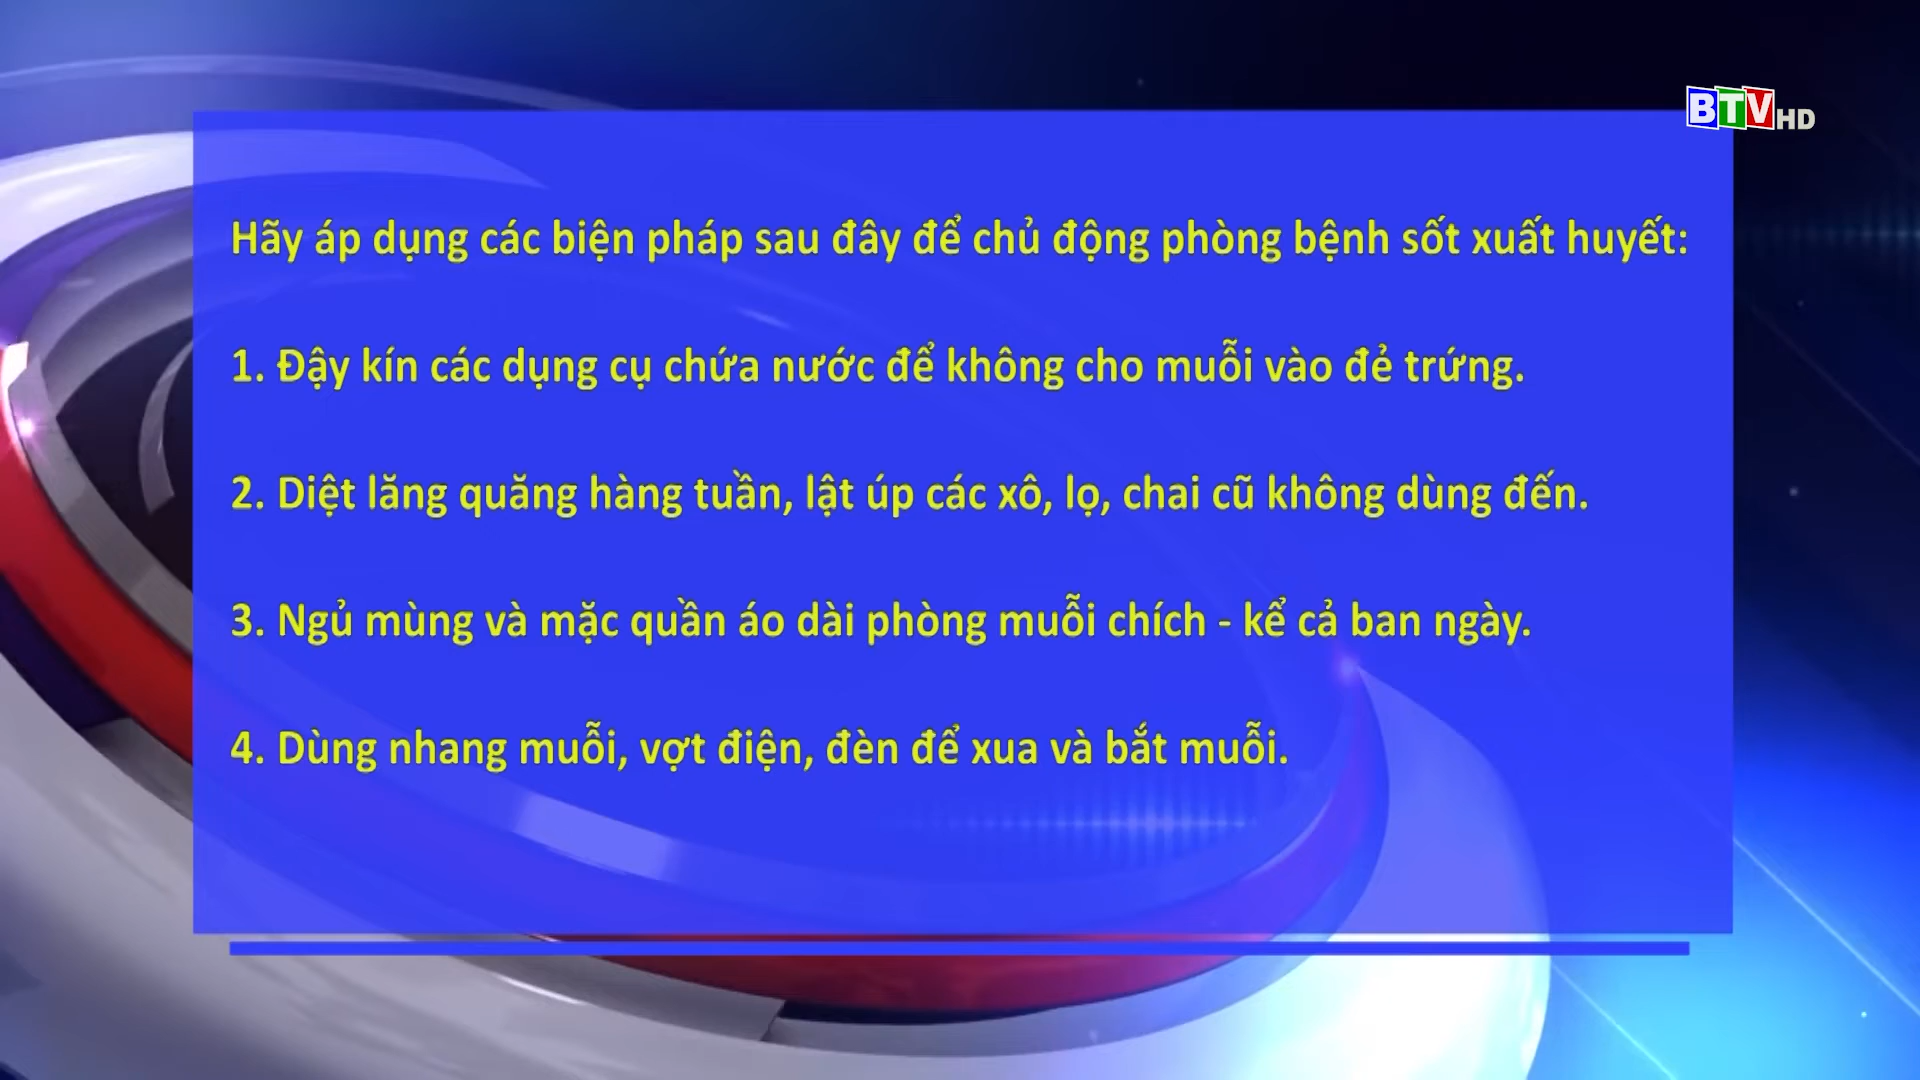 BTV HD
Hãy áp dụng các biện pháp sau đây để chủ động phòng bệnh sốt xuất huyết:
1. Đậy kín các dụng cụ chứa nước để không cho muỗi vào đẻ trứng.
2. Diệt lăng quăng hàng tuần, lật úp các xô, lọ, chai cũ không dùng đến.
3. Ngủ mùng và mặc quần áo dài phòng muỗi chích - kể cả ban ngày.
4. Dùng nhang muỗi, vợt điện, đèn để xua và bắt muỗi.